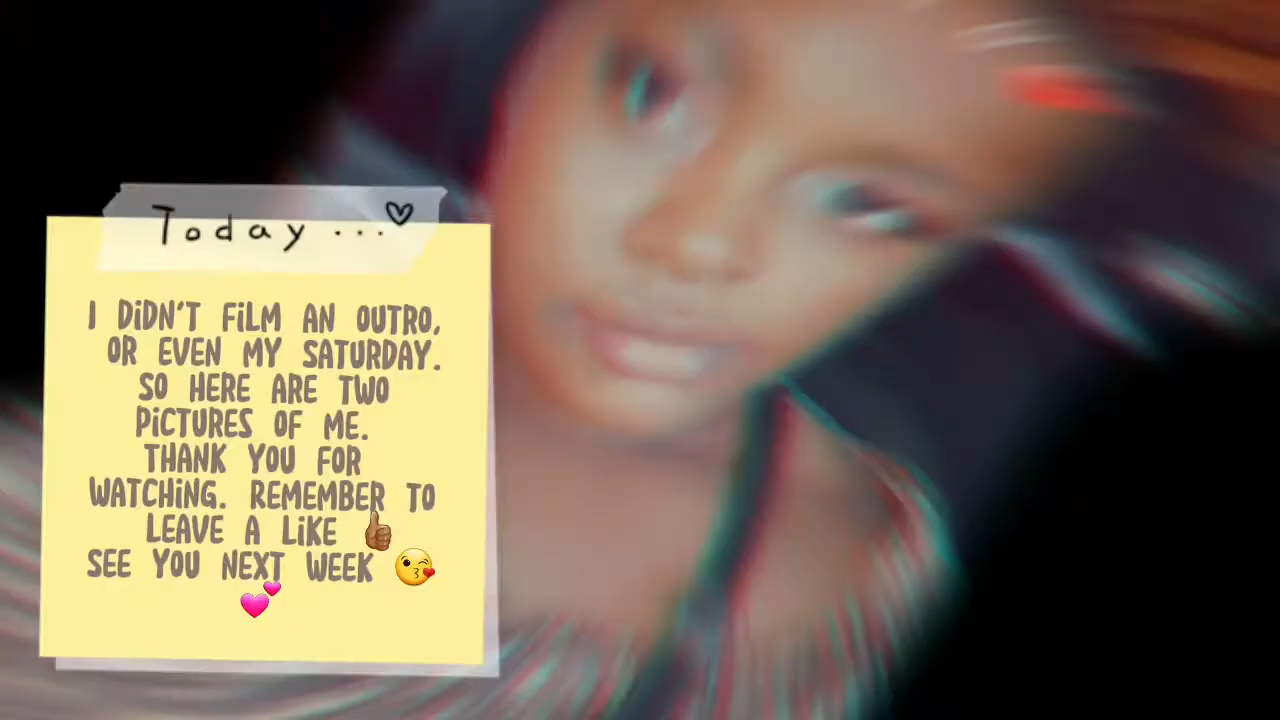 Today ...
I DiDN'T FiLM AN OUTRO,
OR EVEN MY SATURDAY.
SO HERE ARE TWO
PiCTURES OF ME.
THANK YOU FOR
WATCHiNG. REMEMBER TO
LEAVE A LiKE 👍🏾
SEE YOU NEXT WEEK 😘
💕